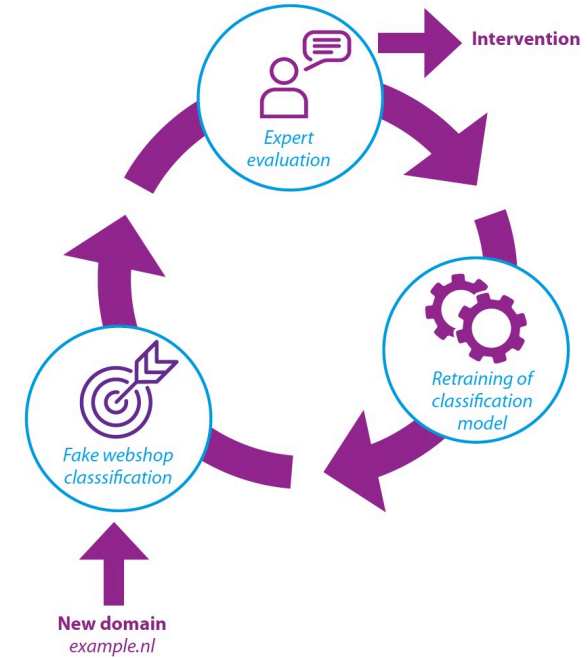 Intervention
Expert
evaluation
Retraining of
classification
model
Fake webshop
classsification
New domain
example.nl